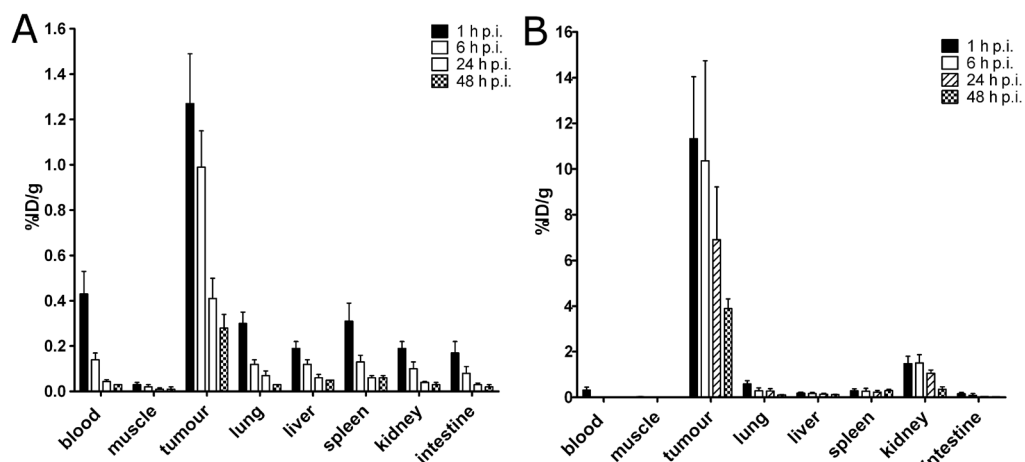 A
1 h p.i.
6 h p.i.
24 h p.i.
48 h p.i.
%ID/g
1.6
1.4
1.2
1.0
0.8
0.6
0.4
0.2
0.0
blood
muscle
tumour
lung
liver
spleen
kidney
intestine
B
1 h p.i.
6 h p.i.
24 h p.i.
48 h p.i.
%ID/g
16
14
12
10
8
6
4
2
0
blood
muscle
tumour
lung
liver
spleen
kidney
intestine